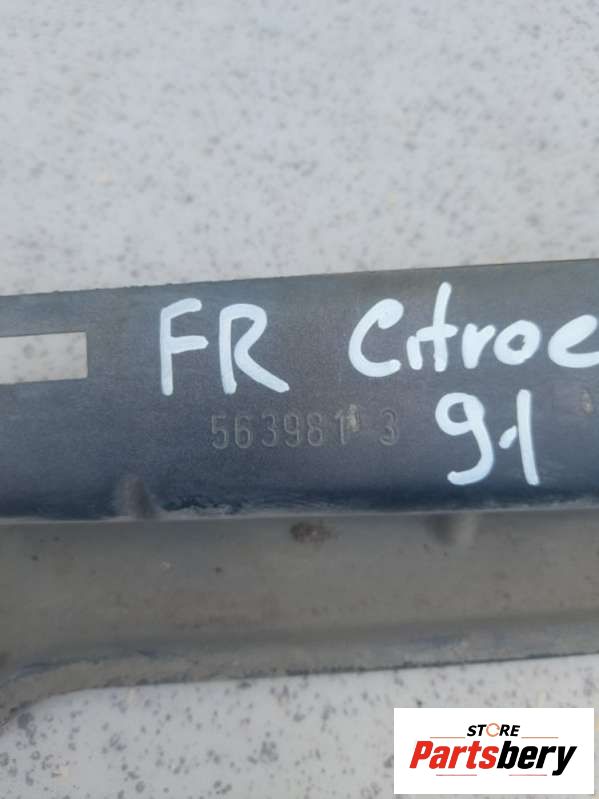 FR Citroe
563981 3
91
STORE
Partsbery